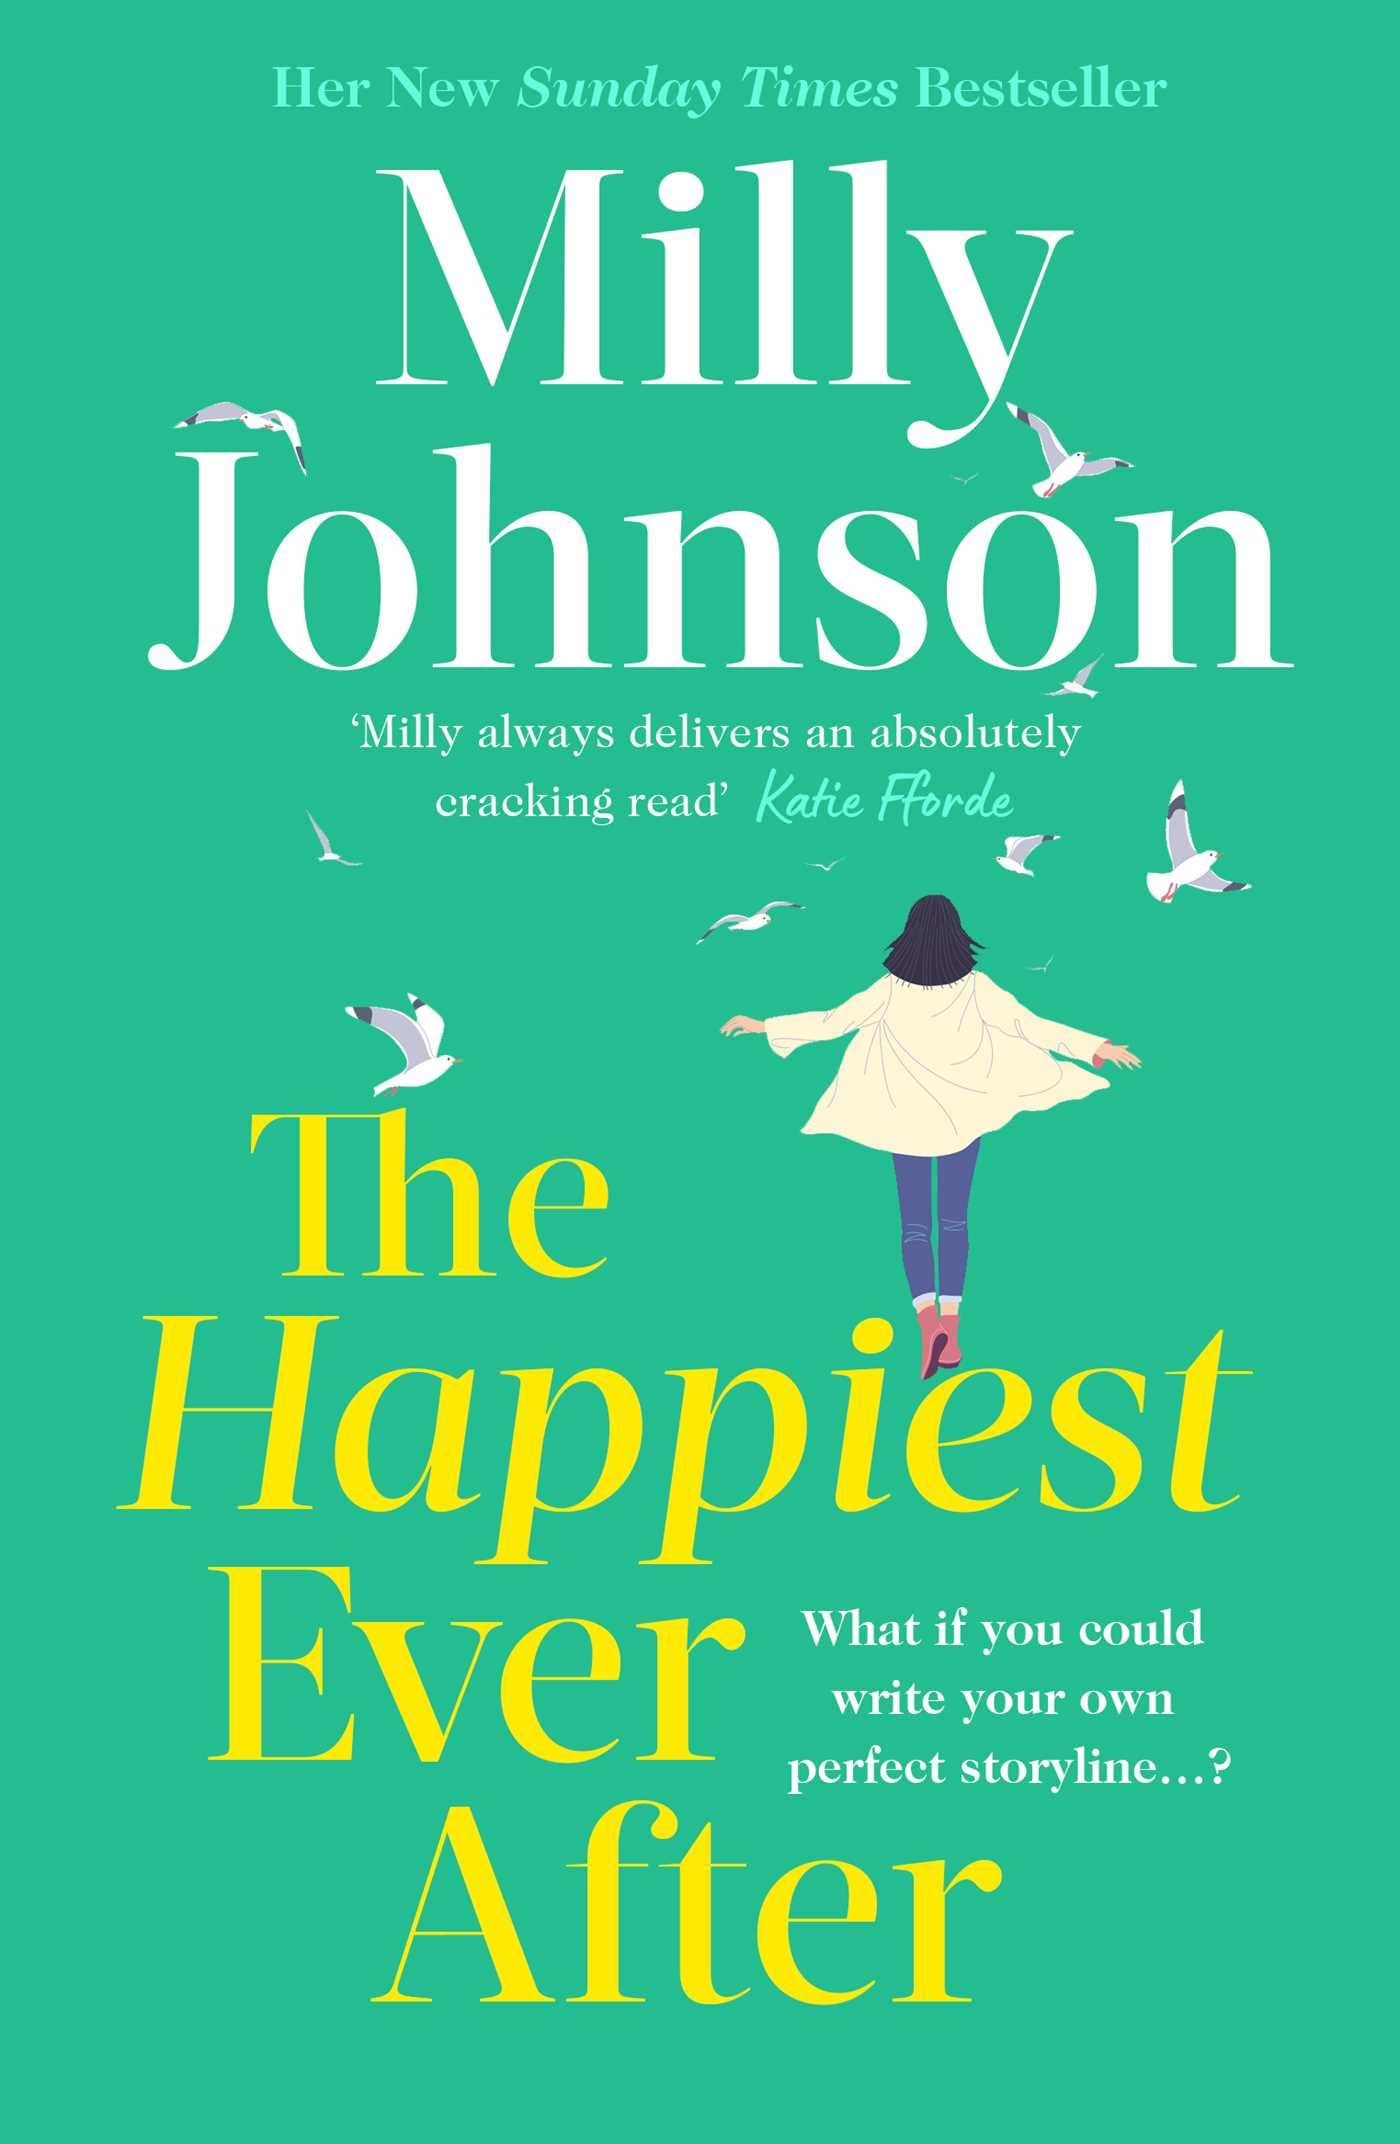 Her New Sunday Times Bestseller
Milly
Johnson
‘Milly always delivers an absolutely
cracking read’ Katie Fforde
The
Happiest
Ever
After
What if you could
write your own
perfect storyline...?